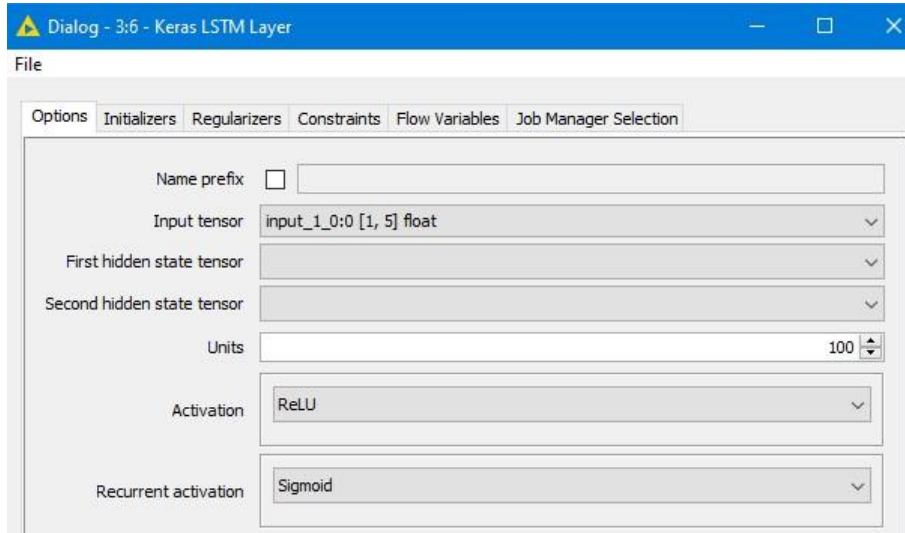 Dialog - 3:6 - Keras LSTM Layer
File
Options Initializers Regularizers Constraints Flow Variables Job Manager Selection
Name prefix
Input tensor input_1_0:0 [1, 5] float
First hidden state tensor
Second hidden state tensor
Units 100
Activation ReLU
Recurrent activation Sigmoid